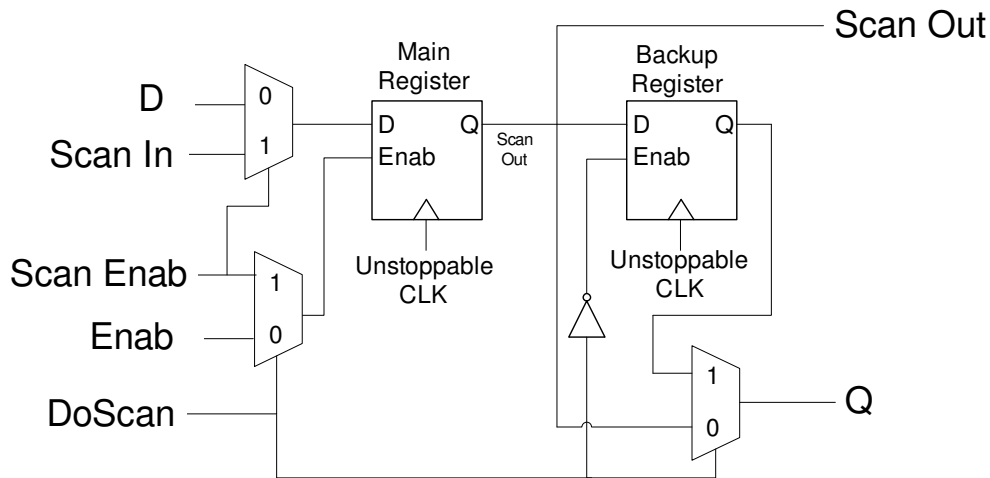 Scan Out
Main
Register
Backup
Register
D
0
Scan In
1
D
Q
Enab
Scan
Out
D
Q
Enab
Scan Enab
1
Unstoppable
CLK
Unstoppable
CLK
Enab
0
DoScan
1
0
Q